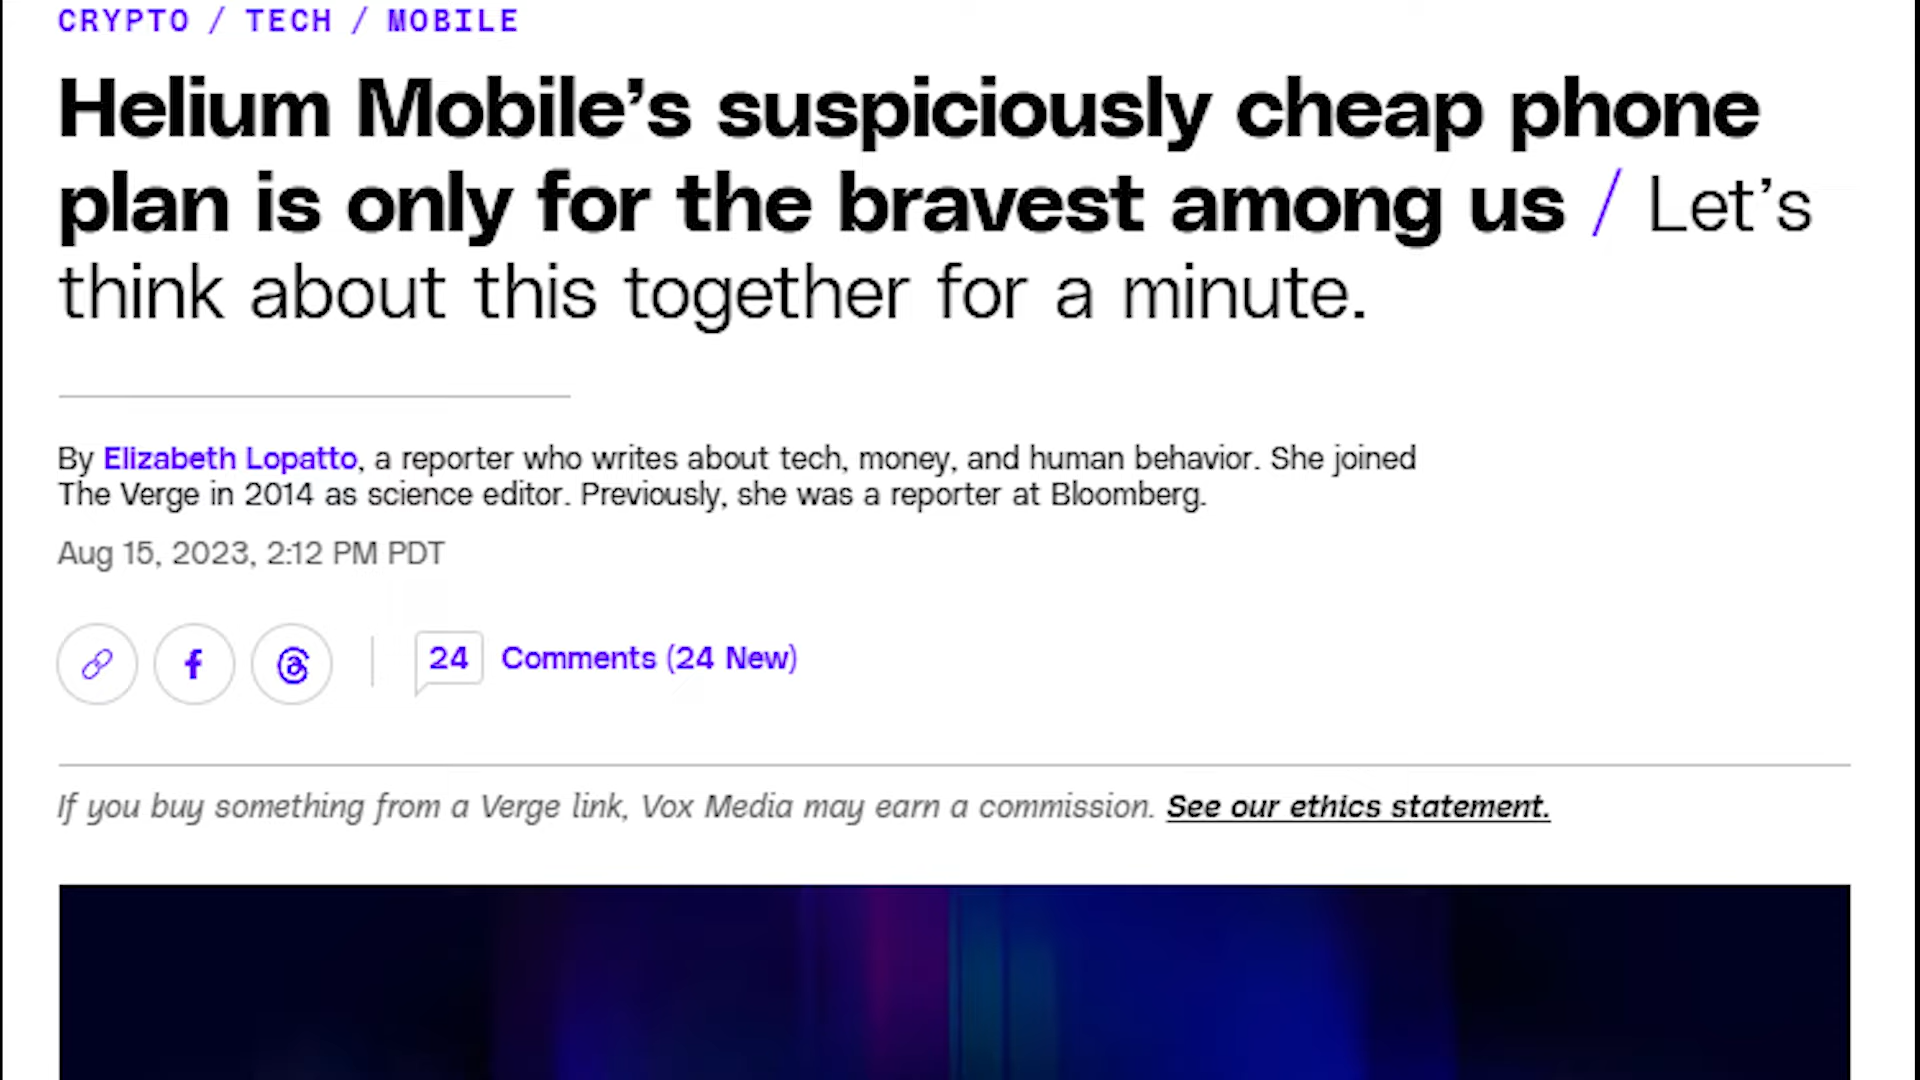 CRYPTO / TECH / MOBILE
Helium Mobile’s suspiciously cheap phone
plan is only for the bravest among us / Let’s
think about this together for a minute.
By Elizabeth Lopatto, a reporter who writes about tech, money, and human behavior. She joined
The Verge in 2014 as science editor. Previously, she was a reporter at Bloomberg.
Aug 15, 2023, 2:12 PM PDT
24 Comments (24 New)
If you buy something from a Verge link, Vox Media may earn a commission. See our ethics statement.